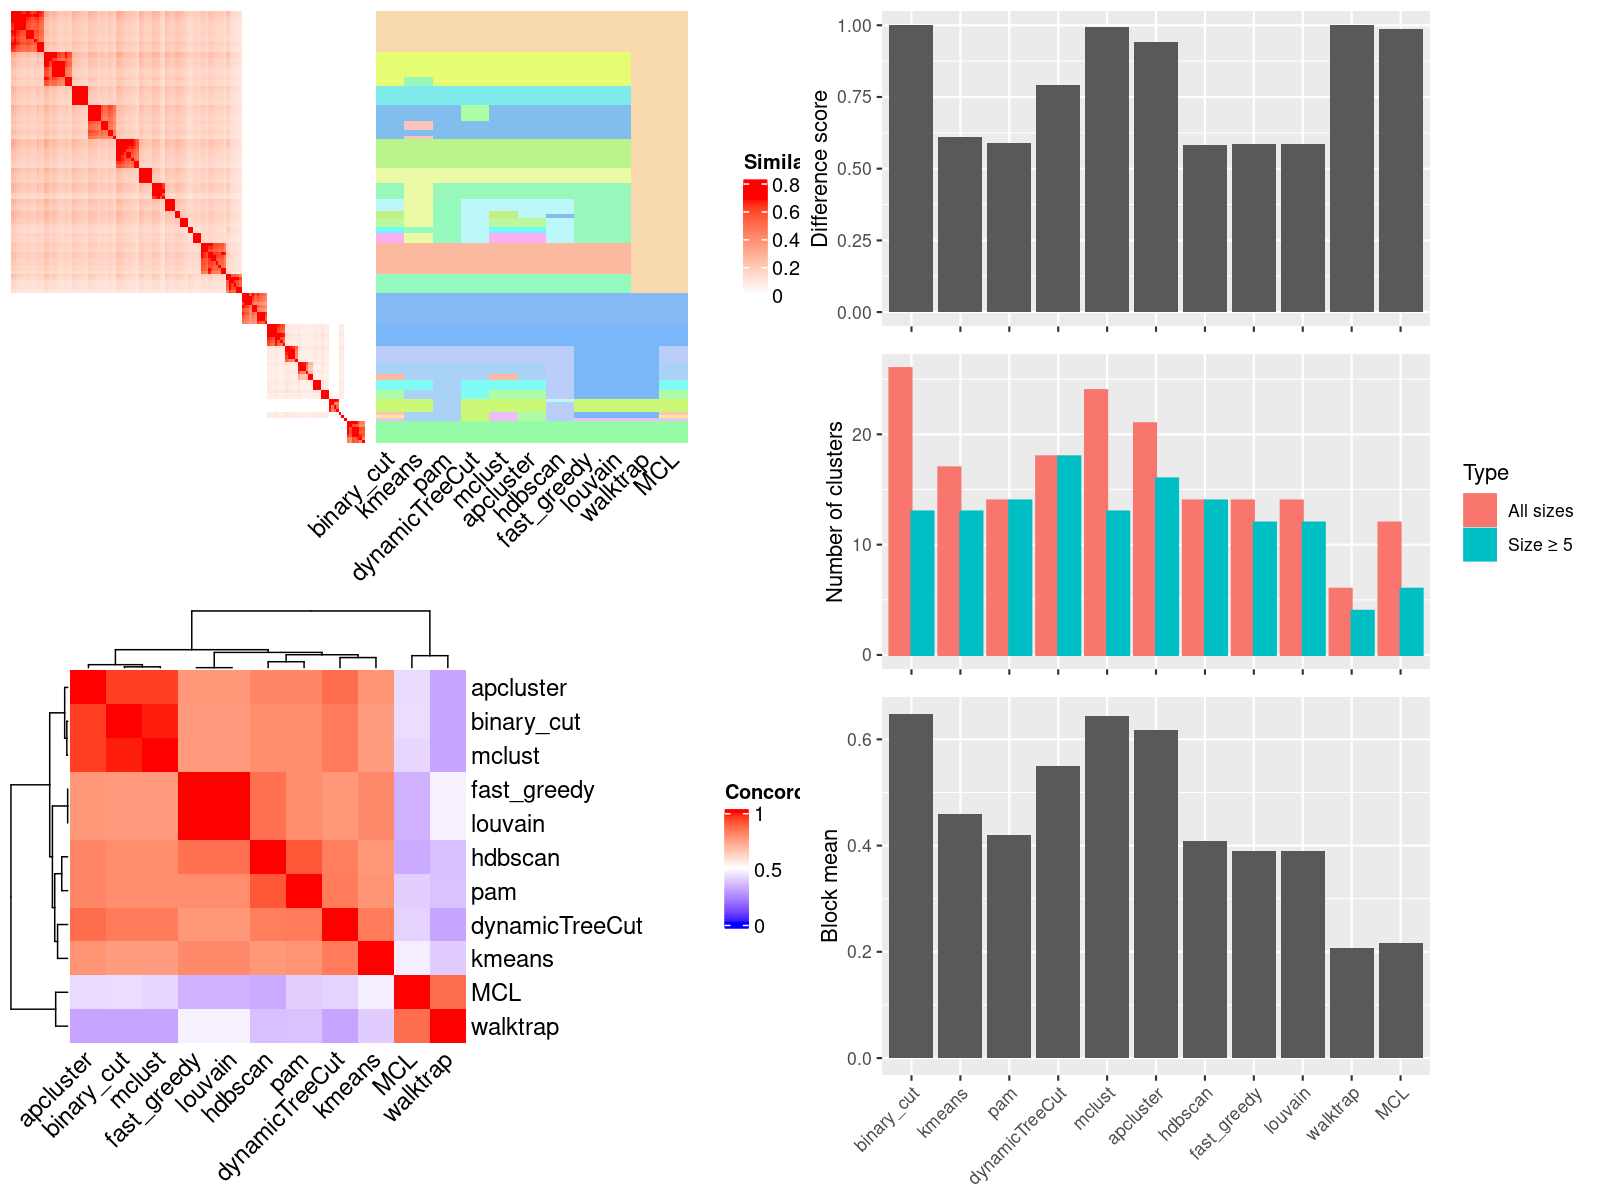 Simila
0.8
0.6
0.4
0.2
0
binary_cut
kmeans
pam
dynamicTreeCut
mclust
apcluster
hdbscan
fast_greedy
louvain
walktrap
MCL
apcluster
binary_cut
mclust
fast_greedy
louvain
hdbscan
pam
dynamicTreeCut
kmeans
MCL
walktrap
Concord
1
0.5
0
apcluster
binary_cut
mclust
fast_greedy
louvain
hdbscan
pam
dynamicTreeCut
kmeans
MCL
walktrap
Difference score
1.00
0.75
0.50
0.25
0.00
Number of clusters
20
10
0
Type
All sizes
Size ≥ 5
Block mean
0.6
0.4
0.2
0.0
binary_cut
kmeans
pam
dynamicTreeCut
mclust
apcluster
hdbscan
fast_greedy
louvain
walktrap
MCL